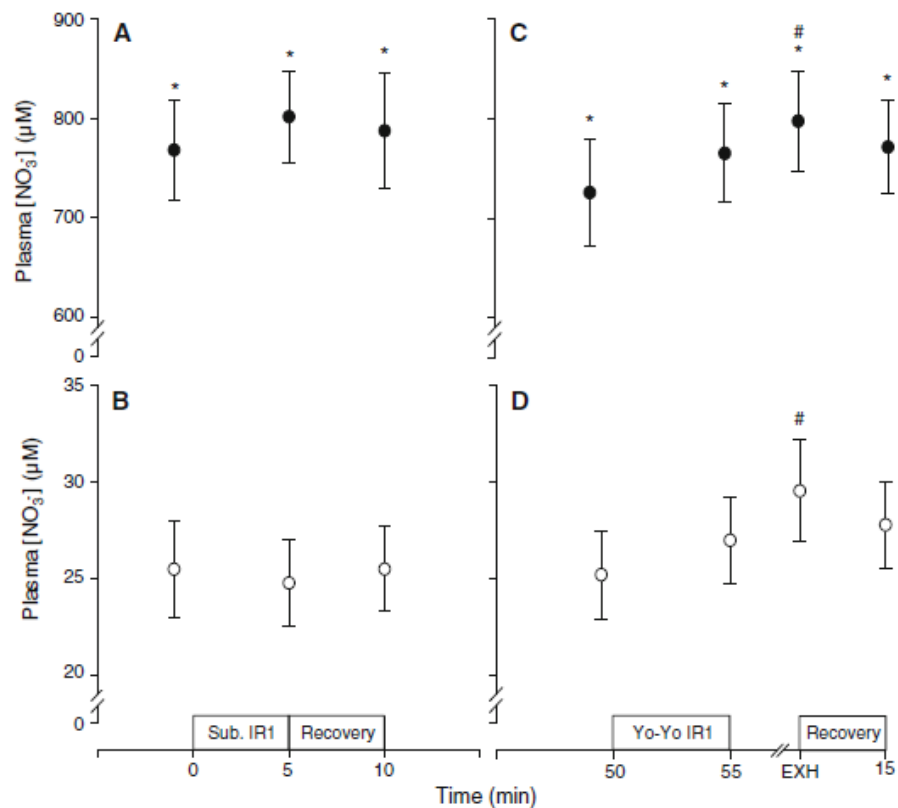 900
800
700
600
0
Plasma [NO₃⁻] (µM)
A
*
*
*
C
*
*
#
*
*
35
30
25
20
0
Plasma [NO₃⁻] (µM)
B
D
#
Sub. IR1 Recovery
Yo-Yo IR1 Recovery
0 5 10 50 55 EXH 15
Time (min)